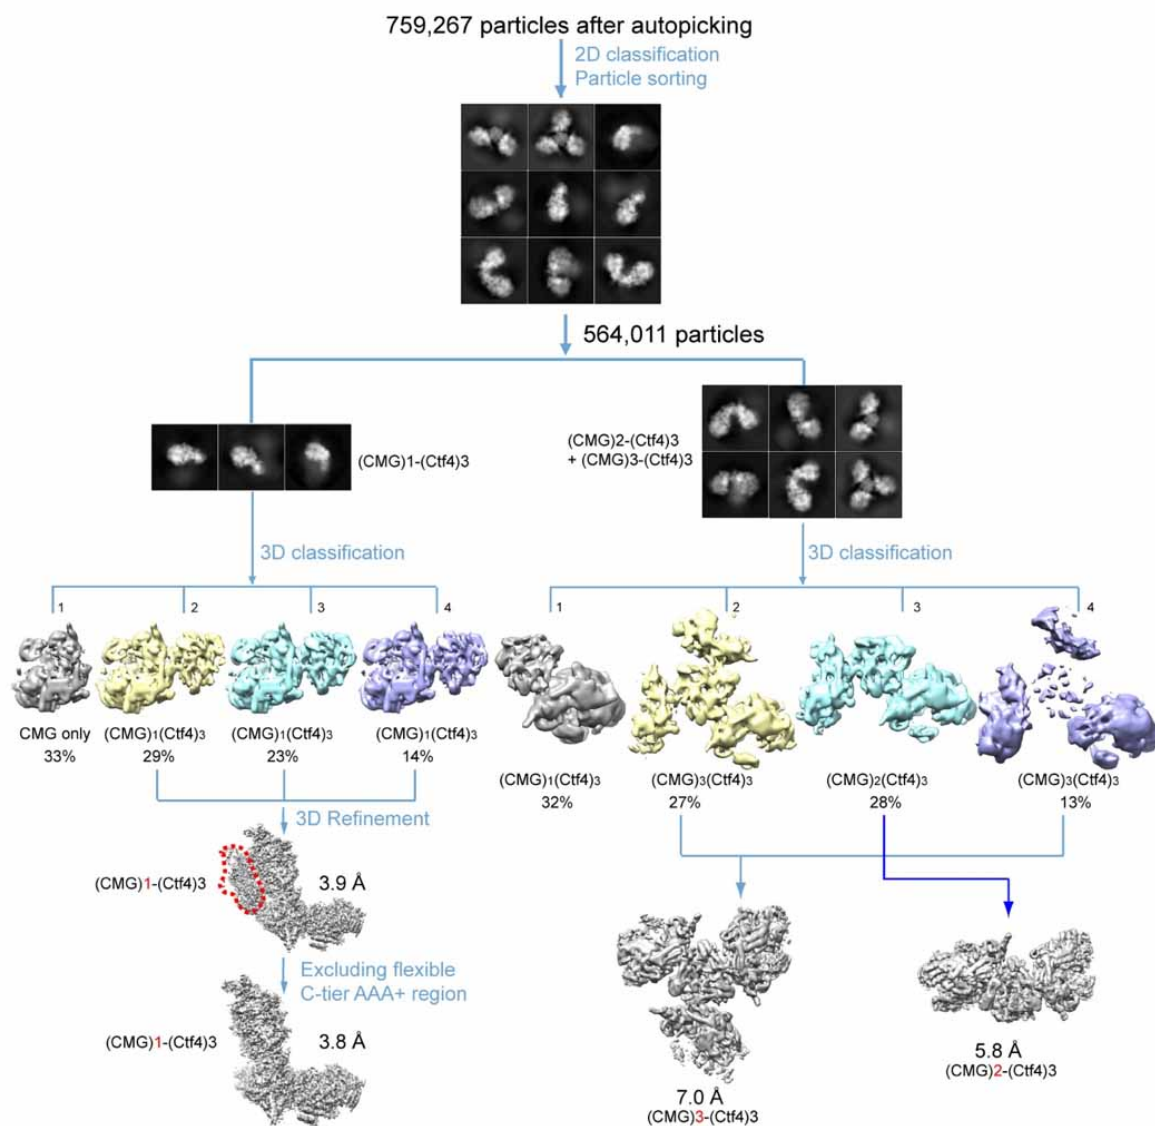 759,267 particles after autopicking
2D classification
Particle sorting
564,011 particles
(CMG)1-(Ctf4)3
(CMG)2-(Ctf4)3
+ (CMG)3-(Ctf4)3
3D classification
3D classification
1
2
3
4
1
2
3
4
CMG only
33%
(CMG)1(Ctf4)3
29%
(CMG)1(Ctf4)3
23%
(CMG)1(Ctf4)3
14%
(CMG)1(Ctf4)3
32%
(CMG)3(Ctf4)3
27%
(CMG)2(Ctf4)3
28%
(CMG)3(Ctf4)3
13%
3D Refinement
(CMG)1-(Ctf4)3
3.9 Å
Excluding flexible
C-tier AAA+ region
(CMG)1-(Ctf4)3
3.8 Å
7.0 Å
(CMG)3-(Ctf4)3
5.8 Å
(CMG)2-(Ctf4)3